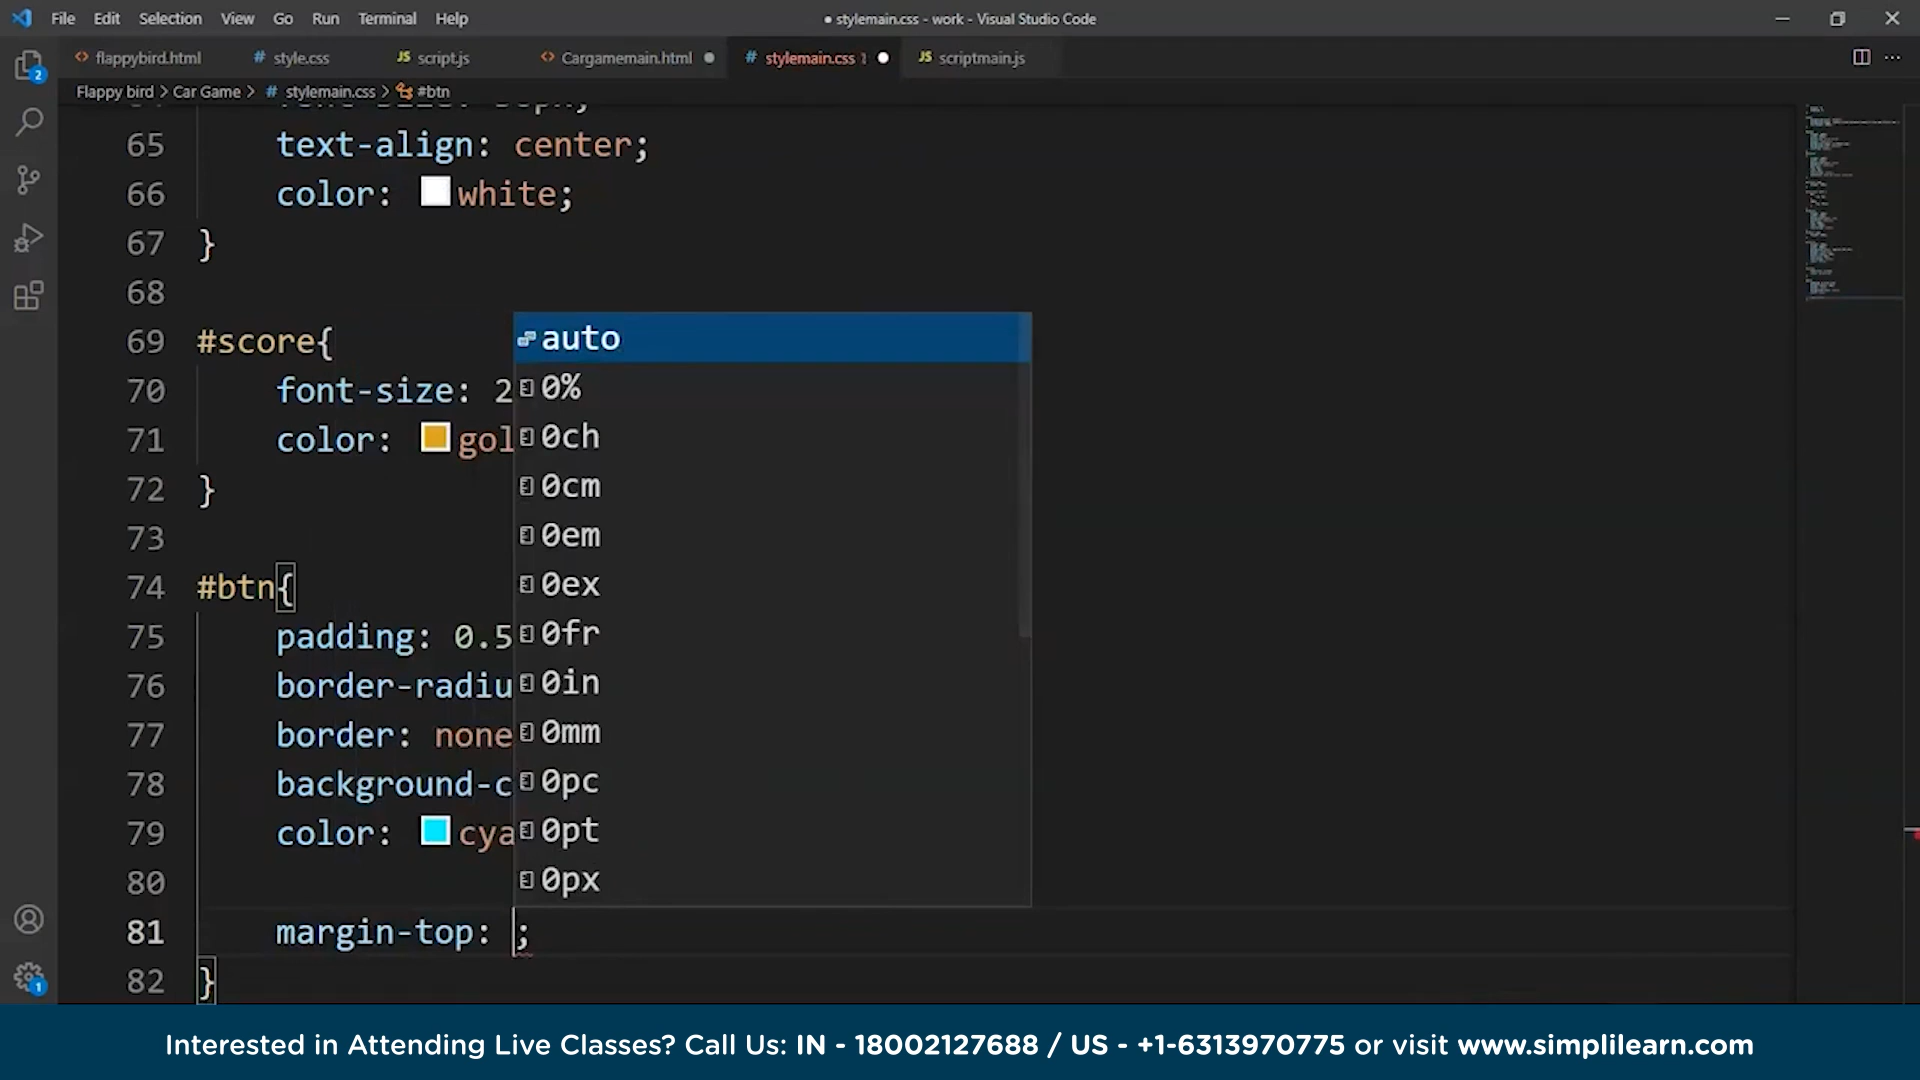 File Edit Selection View Go Run Terminal Help
● stylemain.css - work - Visual Studio Code
flappybird.html style.css script.js Cargamemain.html stylemain.css 1 scriptmain.js
Flappy bird > Car Game > # stylemain.css > #btn
65 text-align: center;
66 color: white;
67 }
68
69 #score{
70 font-size: 2
71 color: gol
72 }
73
74 #btn{
75 padding: 0.5
76 border-radiu
77 border: none
78 background-c
79 color: cya
80
81 margin-top: ;
82 }
auto
0%
0ch
0cm
0em
0ex
0fr
0in
0mm
0pc
0pt
0px
2
1
Interested in Attending Live Classes? Call Us: IN - 18002127688 / US - +1-6313970775 or visit www.simplilearn.com